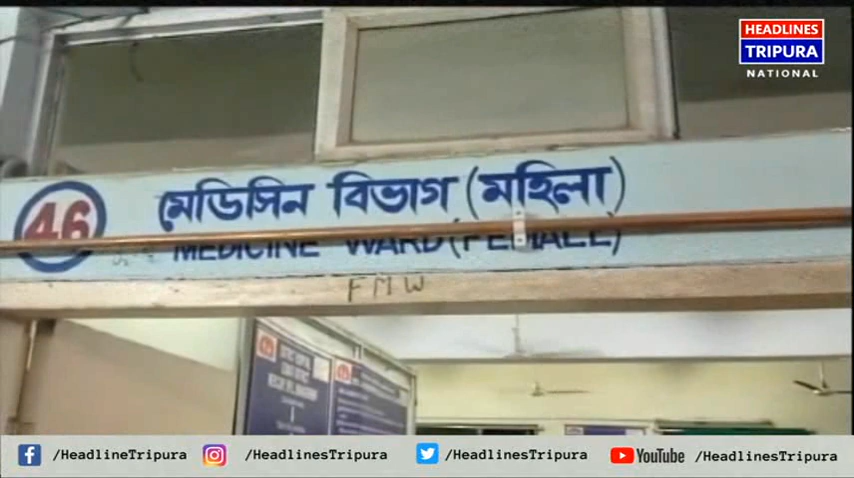 HEADLINES
TRIPURA
NATIONAL
46
মেডিসিন বিভাগ (মহিলা)
MEDICINE WARD (FEMALE)
FMW
/HeadlineTripura
/HeadlinesTripura
/HeadlinesTripura
YouTube
/HeadlinesTripura